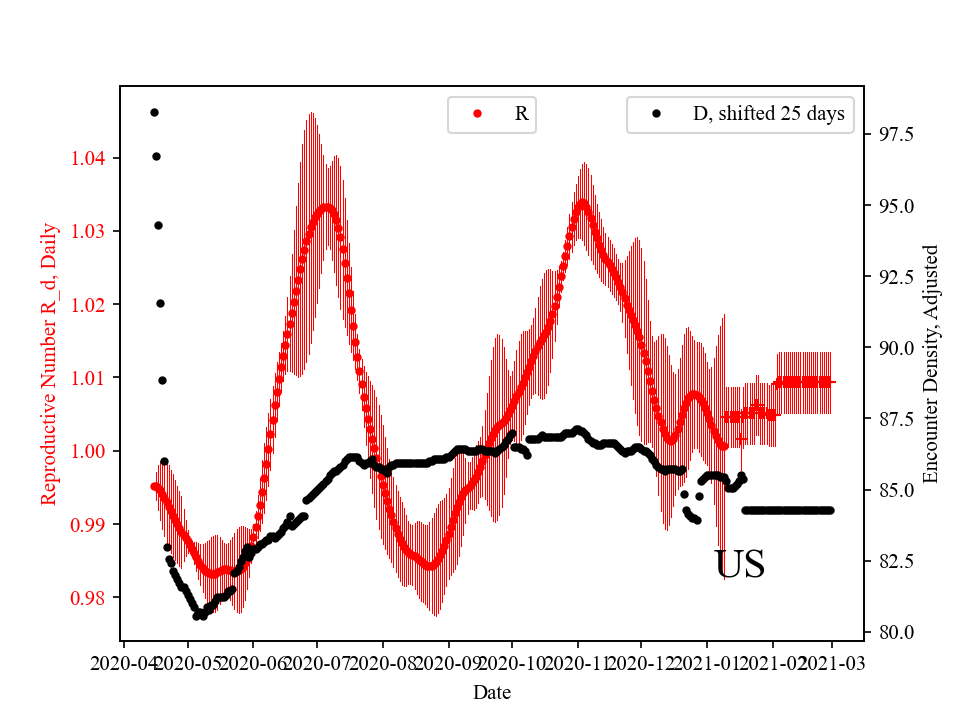 R
D, shifted 25 days
1.04
1.03
1.02
1.01
1.00
0.99
0.98
Reproductive Number R_d, Daily
97.5
95.0
92.5
90.0
87.5
85.0
82.5
80.0
Encounter Density, Adjusted
US
2020-04 2020-05 2020-06 2020-07 2020-08 2020-09 2020-10 2020-11 2020-12 2021-01 2021-02 2021-03
Date